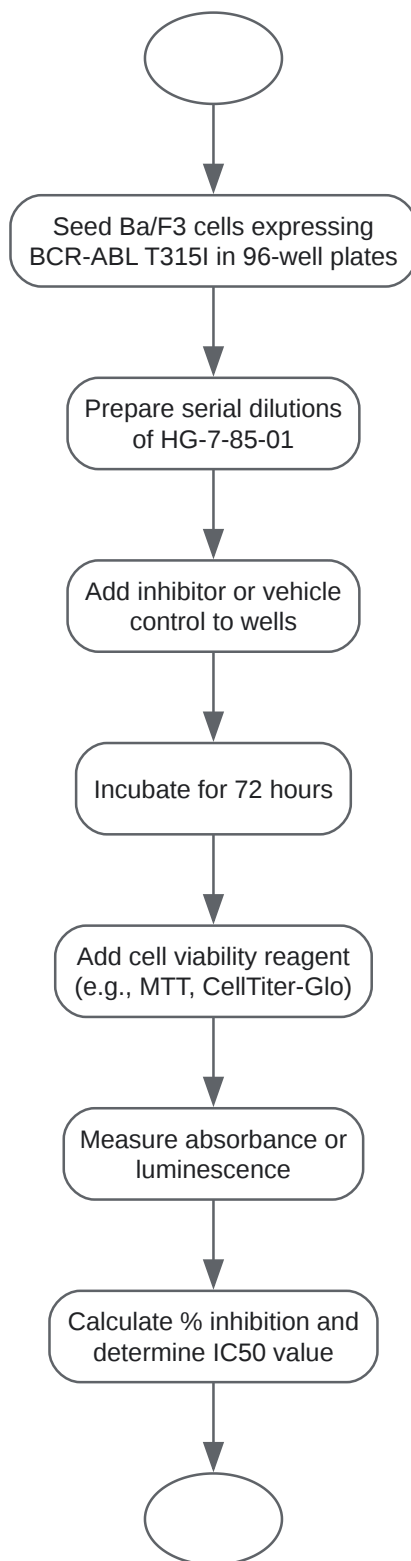 Seed Ba/F3 cells expressing
BCR-ABL T315I in 96-well plates
Prepare serial dilutions
of HG-7-85-01
Add inhibitor or vehicle
control to wells
Incubate for 72 hours
Add cell viability reagent
(e.g., MTT, CellTiter-Glo)
Measure absorbance or
luminescence
Calculate % inhibition and
determine IC50 value